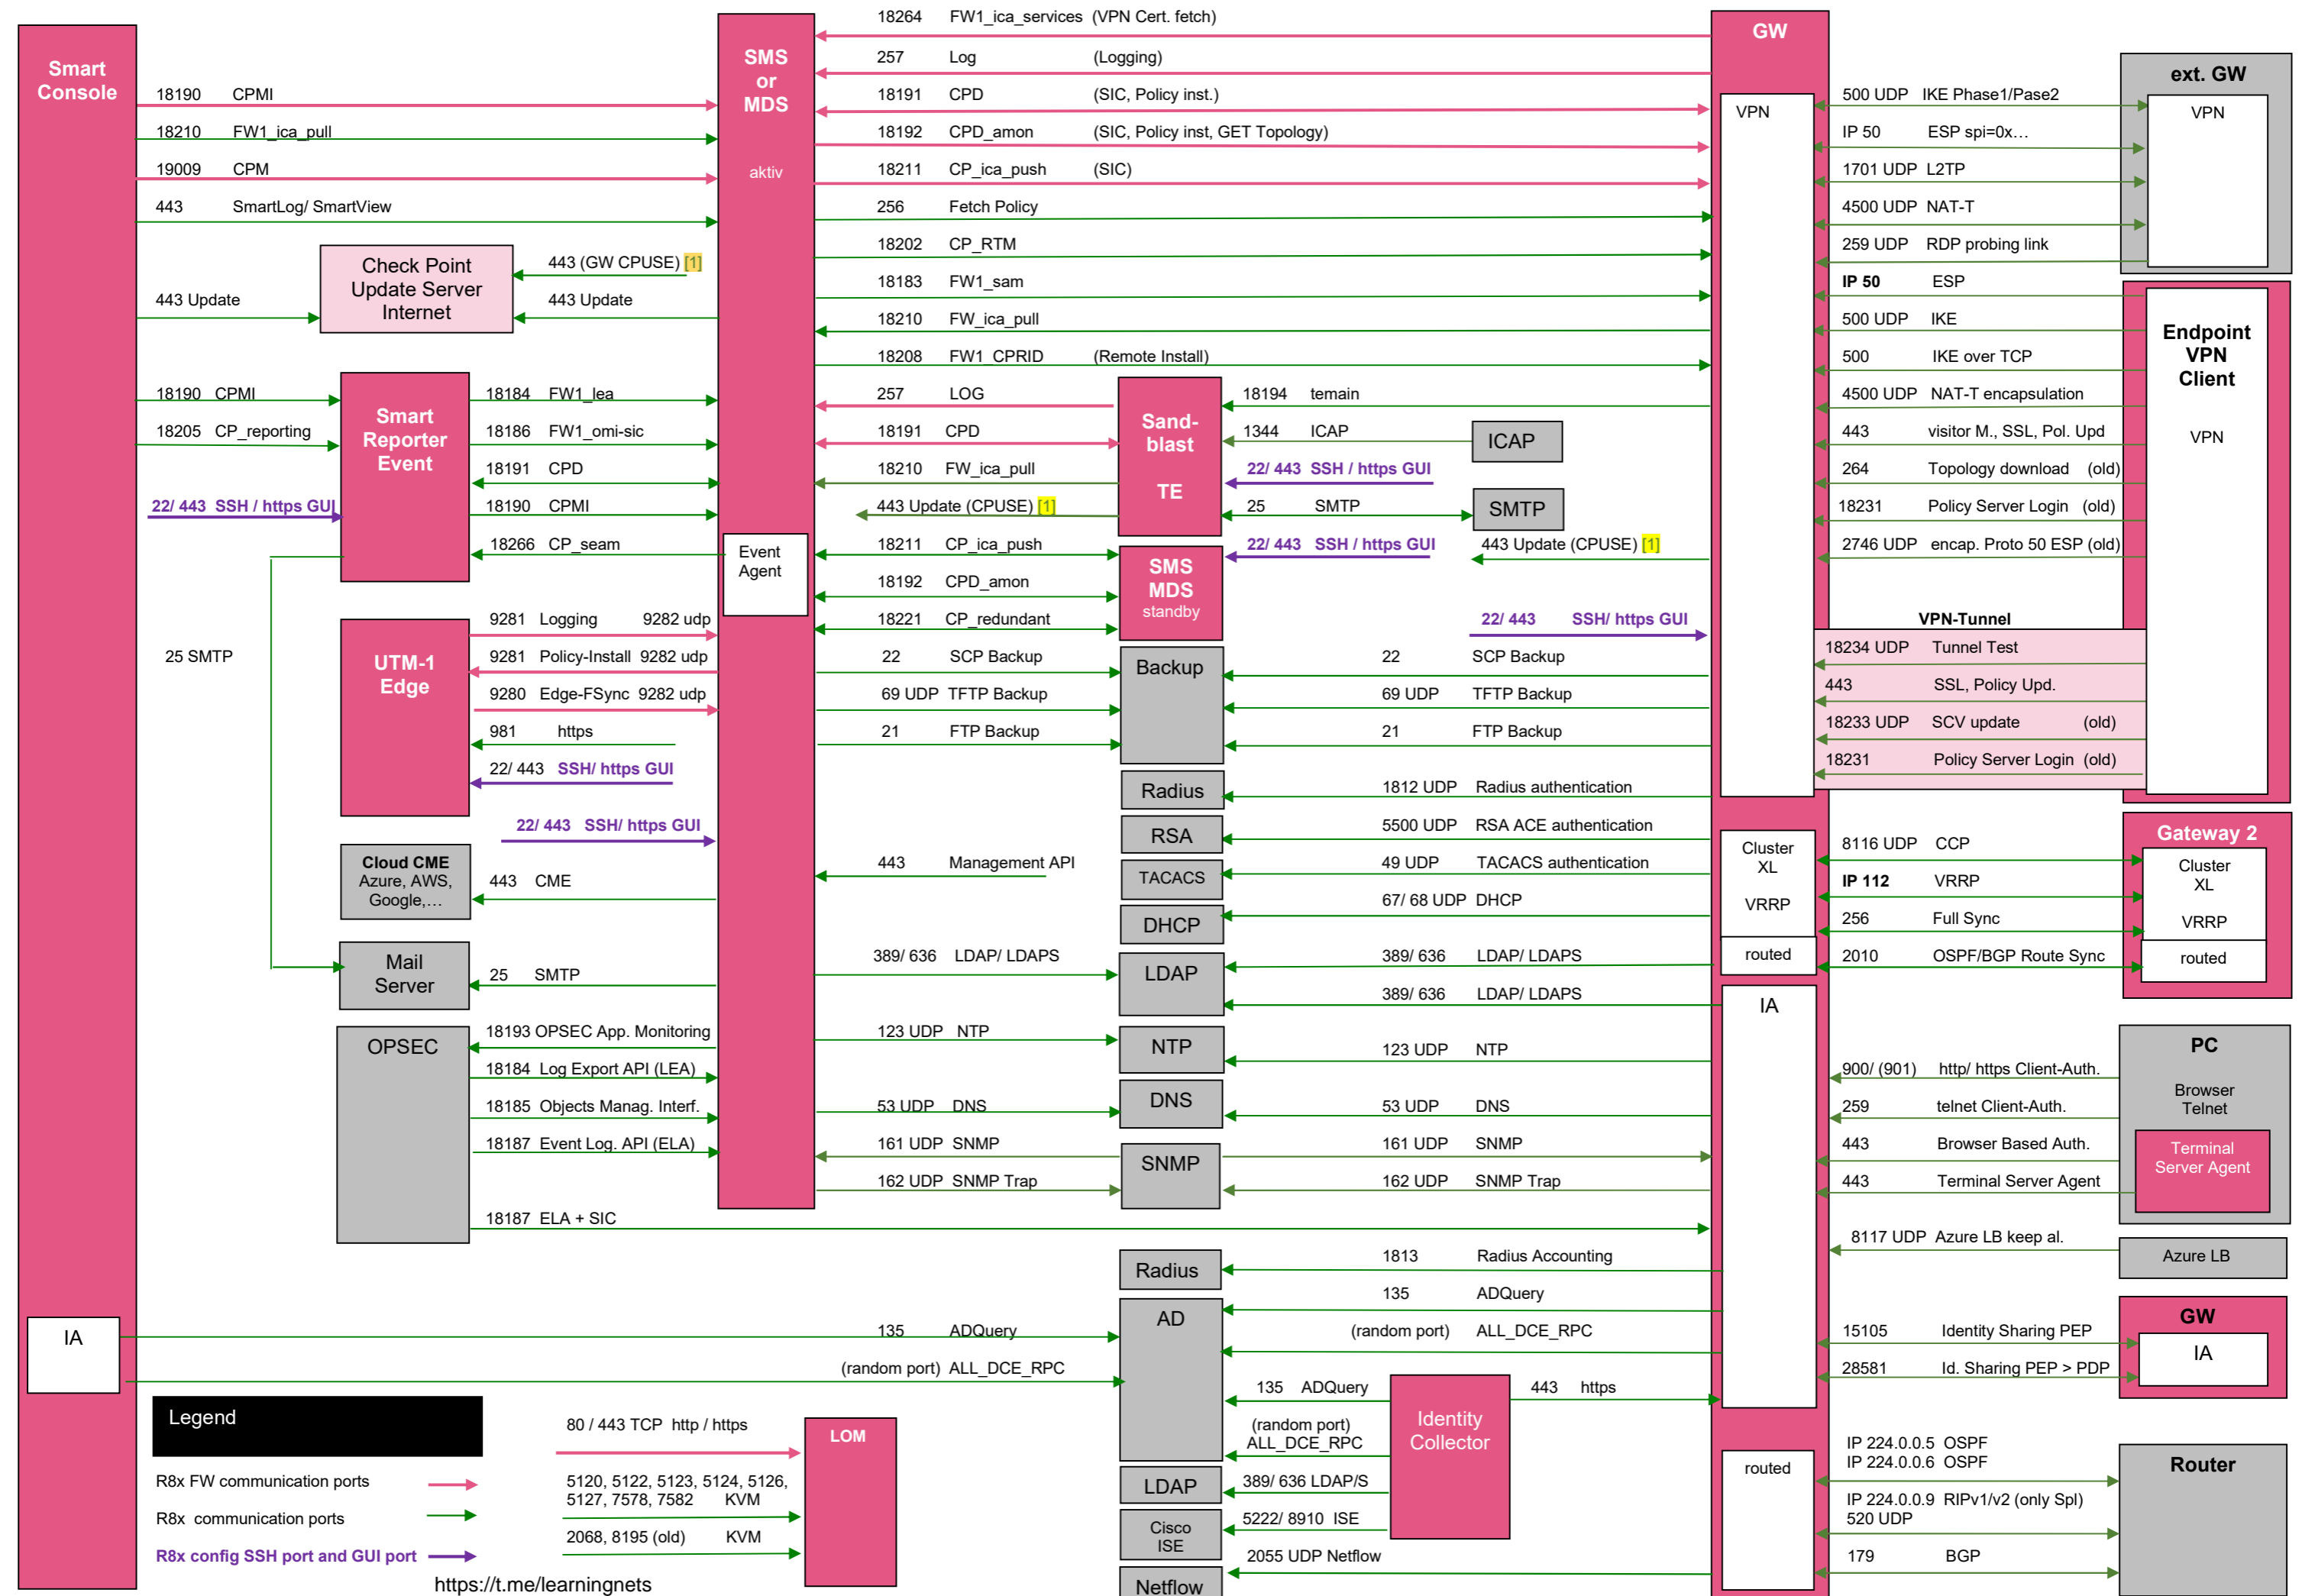 Smart
Console
18190 CPMI
18210 FW1_ica_pull
19009 CPM
443 SmartLog/ SmartView
Check Point
Update Server
Internet
443 (GW CPUSE) [1]
443 Update
443 Update
18190 CPMI
18205 CP_reporting
22/ 443 SSH / https GUI
Smart
Reporter
Event
18184 FW1_lea
18186 FW1_omi-sic
18191 CPD
18190 CPMI
18266 CP_seam
25 SMTP
UTM-1
Edge
9281 Logging 9282 udp
9281 Policy-Install 9282 udp
9280 Edge-FSync 9282 udp
981 https
22/ 443 SSH/ https GUI
22/ 443 SSH/ https GUI
Cloud CME
Azure, AWS,
Google,…
443 CME
Mail
Server
25 SMTP
OPSEC
18193 OPSEC App. Monitoring
18184 Log Export API (LEA)
18185 Objects Manag. Interf.
18187 Event Log. API (ELA)
18187 ELA + SIC
IA
135 ADQuery
(random port) ALL_DCE_RPC
SMS
or
MDS
aktiv
Event
Agent
18264 FW1_ica_services (VPN Cert. fetch)
257 Log (Logging)
18191 CPD (SIC, Policy inst.)
18192 CPD_amon (SIC, Policy inst, GET Topology)
18211 CP_ica_push (SIC)
256 Fetch Policy
18202 CP_RTM
18183 FW1_sam
18210 FW_ica_pull
18208 FW1_CPRID (Remote Install)
257 LOG
18191 CPD
18210 FW_ica_pull
443 Update (CPUSE) [1]
Sand-
blast
TE
18194 temain
1344 ICAP
ICAP
22/ 443 SSH / https GUI
25 SMTP
SMTP
18211 CP_ica_push
18192 CPD_amon
18221 CP_redundant
SMS
MDS
standby
22/ 443 SSH / https GUI
443 Update (CPUSE) [1]
22/ 443 SSH/ https GUI
22 SCP Backup
69 UDP TFTP Backup
21 FTP Backup
Backup
22 SCP Backup
69 UDP TFTP Backup
21 FTP Backup
Radius
1812 UDP Radius authentication
RSA
5500 UDP RSA ACE authentication
443 Management API
TACACS
49 UDP TACACS authentication
DHCP
67/ 68 UDP DHCP
389/ 636 LDAP/ LDAPS
LDAP
389/ 636 LDAP/ LDAPS
389/ 636 LDAP/ LDAPS
123 UDP NTP
NTP
123 UDP NTP
53 UDP DNS
DNS
53 UDP DNS
161 UDP SNMP
162 UDP SNMP Trap
SNMP
161 UDP SNMP
162 UDP SNMP Trap
Radius
1813 Radius Accounting
AD
135 ADQuery
(random port) ALL_DCE_RPC
135 ADQuery
(random port)
ALL_DCE_RPC
Identity
Collector
443 https
LDAP
389/ 636 LDAP/S
Cisco
ISE
5222/ 8910 ISE
Netflow
2055 UDP Netflow
GW
VPN
Cluster
XL
VRRP
routed
IA
routed
500 UDP IKE Phase1/Pase2
IP 50 ESP spi=0x…
1701 UDP L2TP
4500 UDP NAT-T
259 UDP RDP probing link
ext. GW
VPN
IP 50 ESP
500 UDP IKE
500 IKE over TCP
4500 UDP NAT-T encapsulation
443 visitor M., SSL, Pol. Upd
264 Topology download (old)
18231 Policy Server Login (old)
2746 UDP encap. Proto 50 ESP (old)
Endpoint
VPN
Client
VPN
VPN-Tunnel
18234 UDP Tunnel Test
443 SSL, Policy Upd.
18233 UDP SCV update (old)
18231 Policy Server Login (old)
8116 UDP CCP
IP 112 VRRP
256 Full Sync
2010 OSPF/BGP Route Sync
Gateway 2
Cluster
XL
VRRP
routed
900/ (901) http/ https Client-Auth.
259 telnet Client-Auth.
443 Browser Based Auth.
443 Terminal Server Agent
PC
Browser
Telnet
Terminal
Server Agent
8117 UDP Azure LB keep al.
Azure LB
15105 Identity Sharing PEP
28581 Id. Sharing PEP > PDP
GW
IA
IP 224.0.0.5 OSPF
IP 224.0.0.6 OSPF
IP 224.0.0.9 RIPv1/v2 (only Spl)
520 UDP
179 BGP
Router
Legend
R8x FW communication ports
R8x communication ports
R8x config SSH port and GUI port
80 / 443 TCP http / https
5120, 5122, 5123, 5124, 5126,
5127, 7578, 7582 KVM
2068, 8195 (old) KVM
LOM
https://t.me/learningnets